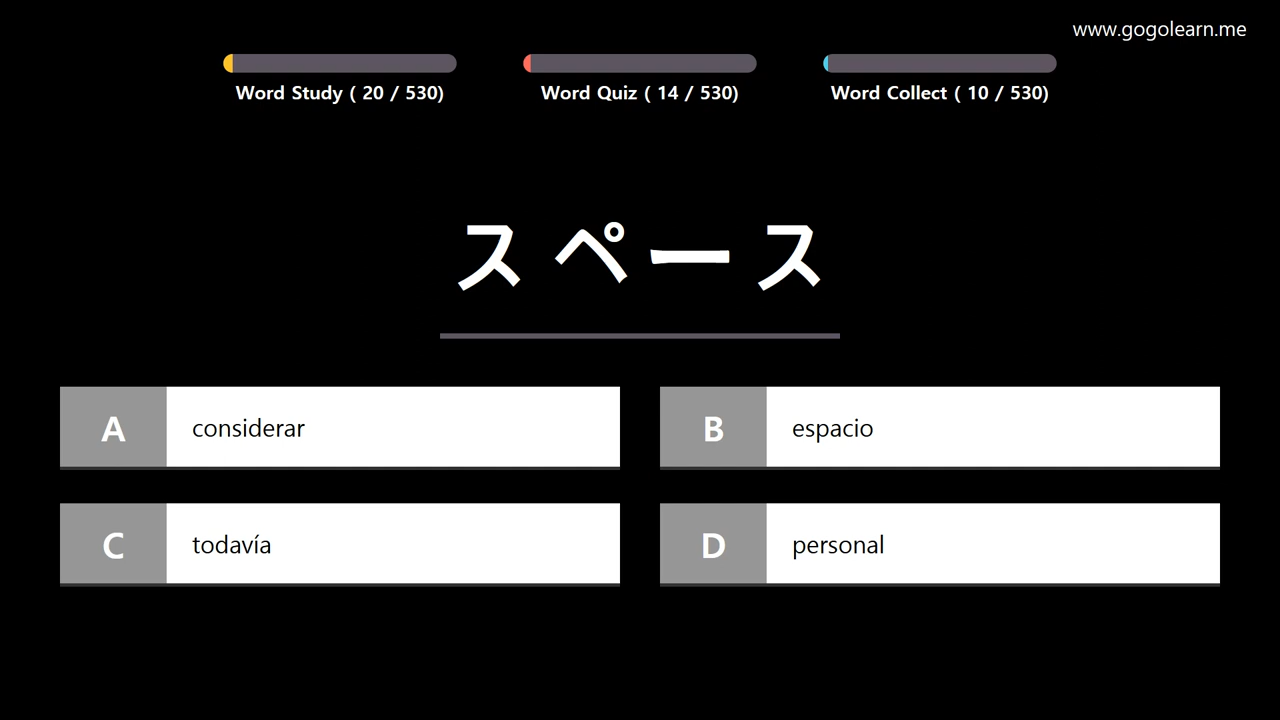 www.gogolearn.me
Word Study ( 20 / 530)
Word Quiz ( 14 / 530)
Word Collect ( 10 / 530)
スペース
A considerar
B espacio
C todavía
D personal